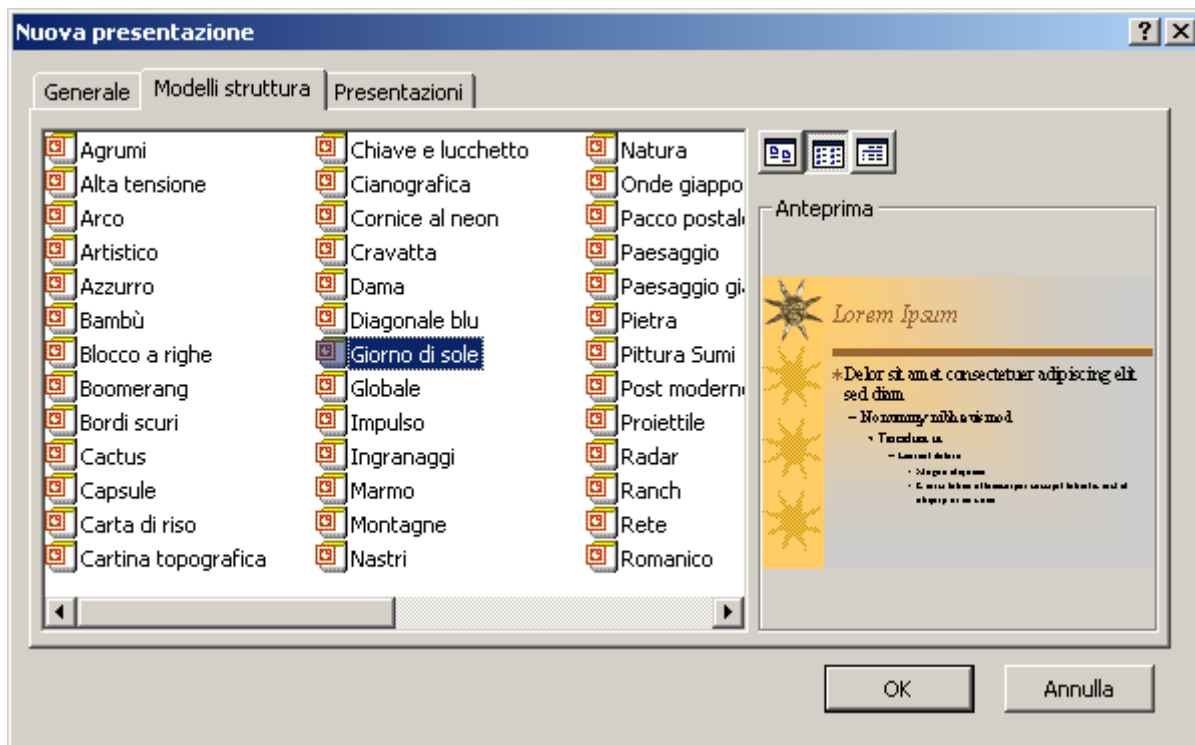 Nuova presentazione
Generale
Modelli struttura
Presentazioni
Agrumi
Alta tensione
Arco
Artistico
Azzurro
Bambù
Blocco a righe
Boomerang
Bordi scuri
Cactus
Capsule
Carta di riso
Cartina topografica
Chiave e lucchetto
Cianografica
Cornice al neon
Cravatta
Dama
Diagonale blu
Giorno di sole
Globale
Impulso
Ingranaggi
Marmo
Montagne
Nastri
Natura
Onde giappo
Pacco postal
Paesaggio
Paesaggio gi
Pietra
Pittura Sumi
Post modern
Proiettile
Radar
Ranch
Rete
Romanico
Anteprima
Lorem Ipsum
Delor sit amet consectetuer adipiscing elit
sed diam
OK
Annulla